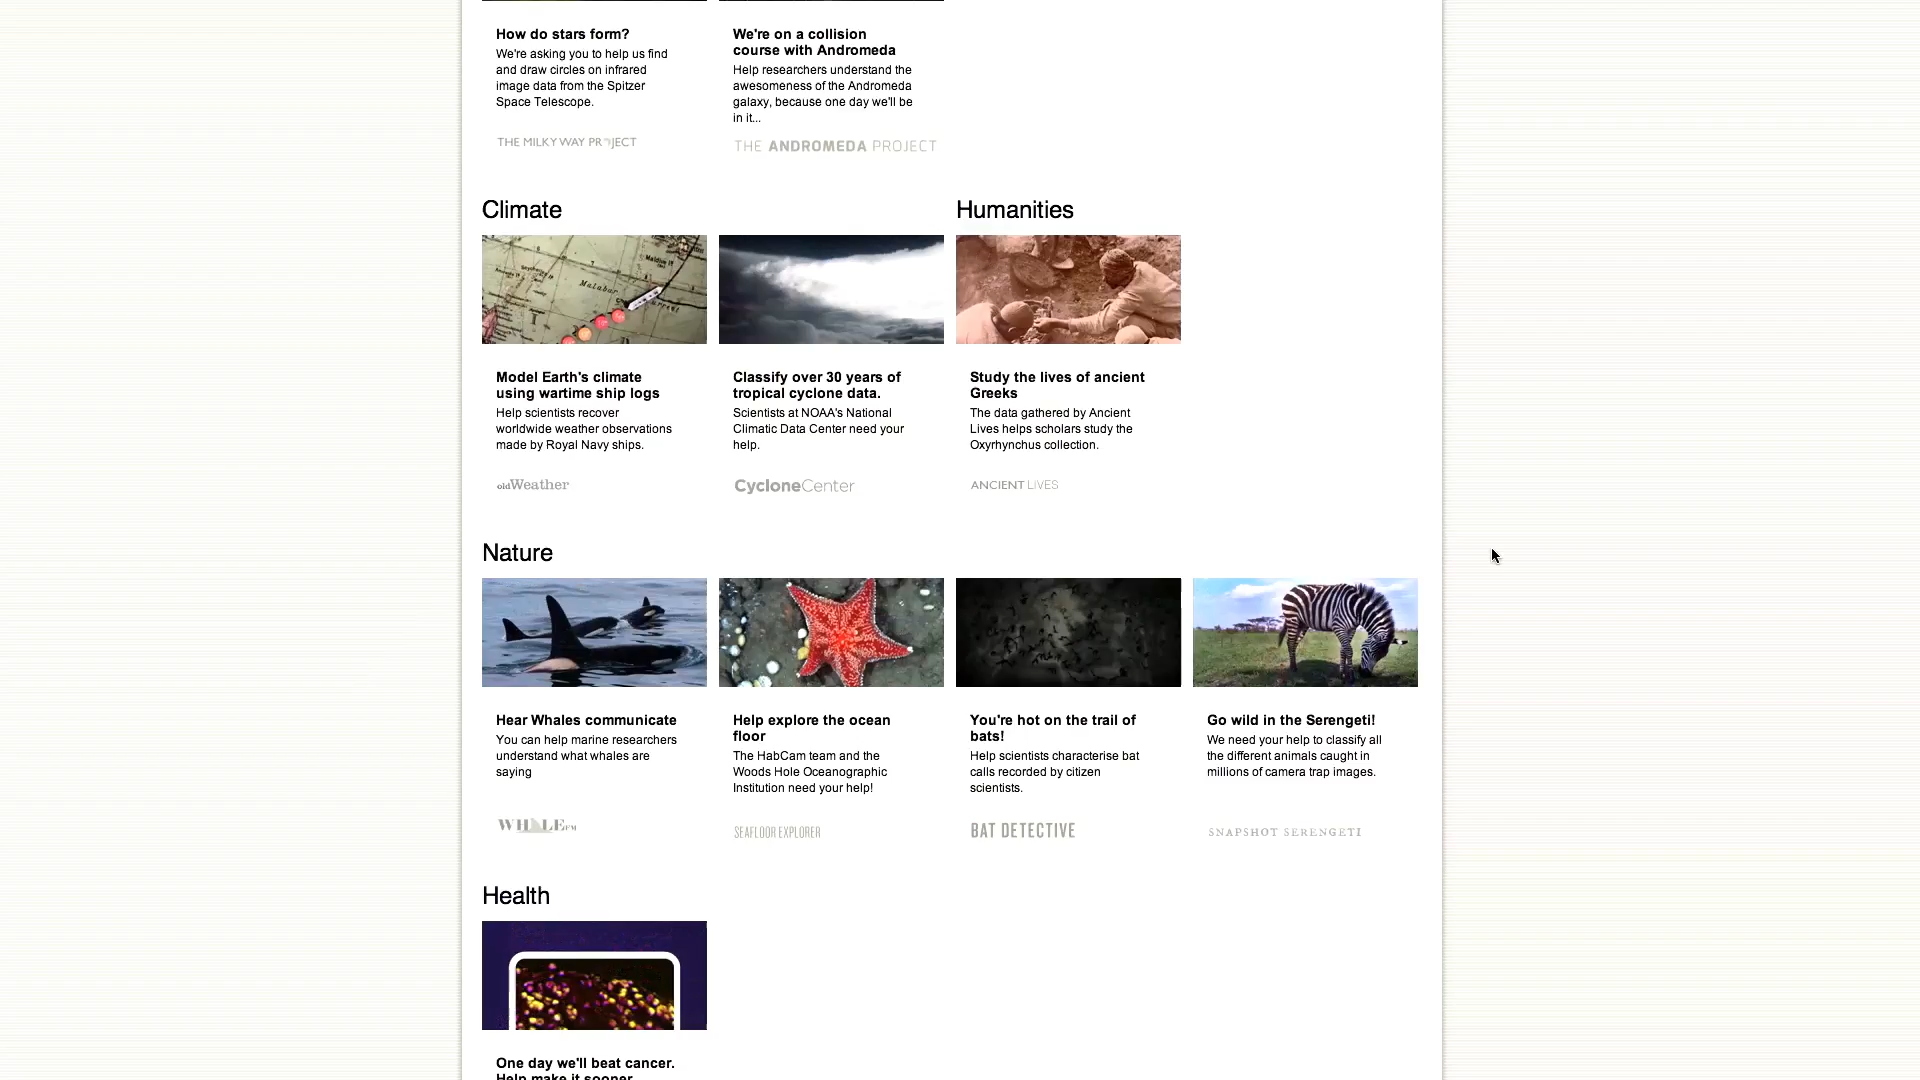 How do stars form?
We're asking you to help us find
and draw circles on infrared
image data from the Spitzer
Space Telescope.
THE MILKY WAY PROJECT
We're on a collision
course with Andromeda
Help researchers understand the
awesomeness of the Andromeda
galaxy, because one day we'll be
in it...
THE ANDROMEDA PROJECT
Climate
Humanities
Malabar
Model Earth's climate
using wartime ship logs
Help scientists recover
worldwide weather observations
made by Royal Navy ships.
oldWeather
Classify over 30 years of
tropical cyclone data.
Scientists at NOAA's National
Climatic Data Center need your
help.
CycloneCenter
Study the lives of ancient
Greeks
The data gathered by Ancient
Lives helps scholars study the
Oxyrhynchus collection.
ANCIENT LIVES
Nature
Hear Whales communicate
You can help marine researchers
understand what whales are
saying
WHALE.FM
Help explore the ocean
floor
The HabCam team and the
Woods Hole Oceanographic
Institution need your help!
SEAFLOOR EXPLORER
You're hot on the trail of
bats!
Help scientists characterise bat
calls recorded by citizen
scientists.
BAT DETECTIVE
Go wild in the Serengeti!
We need your help to classify all
the different animals caught in
millions of camera trap images.
SNAPSHOT SERENGETI
Health
One day we'll beat cancer.
Help make it sooner